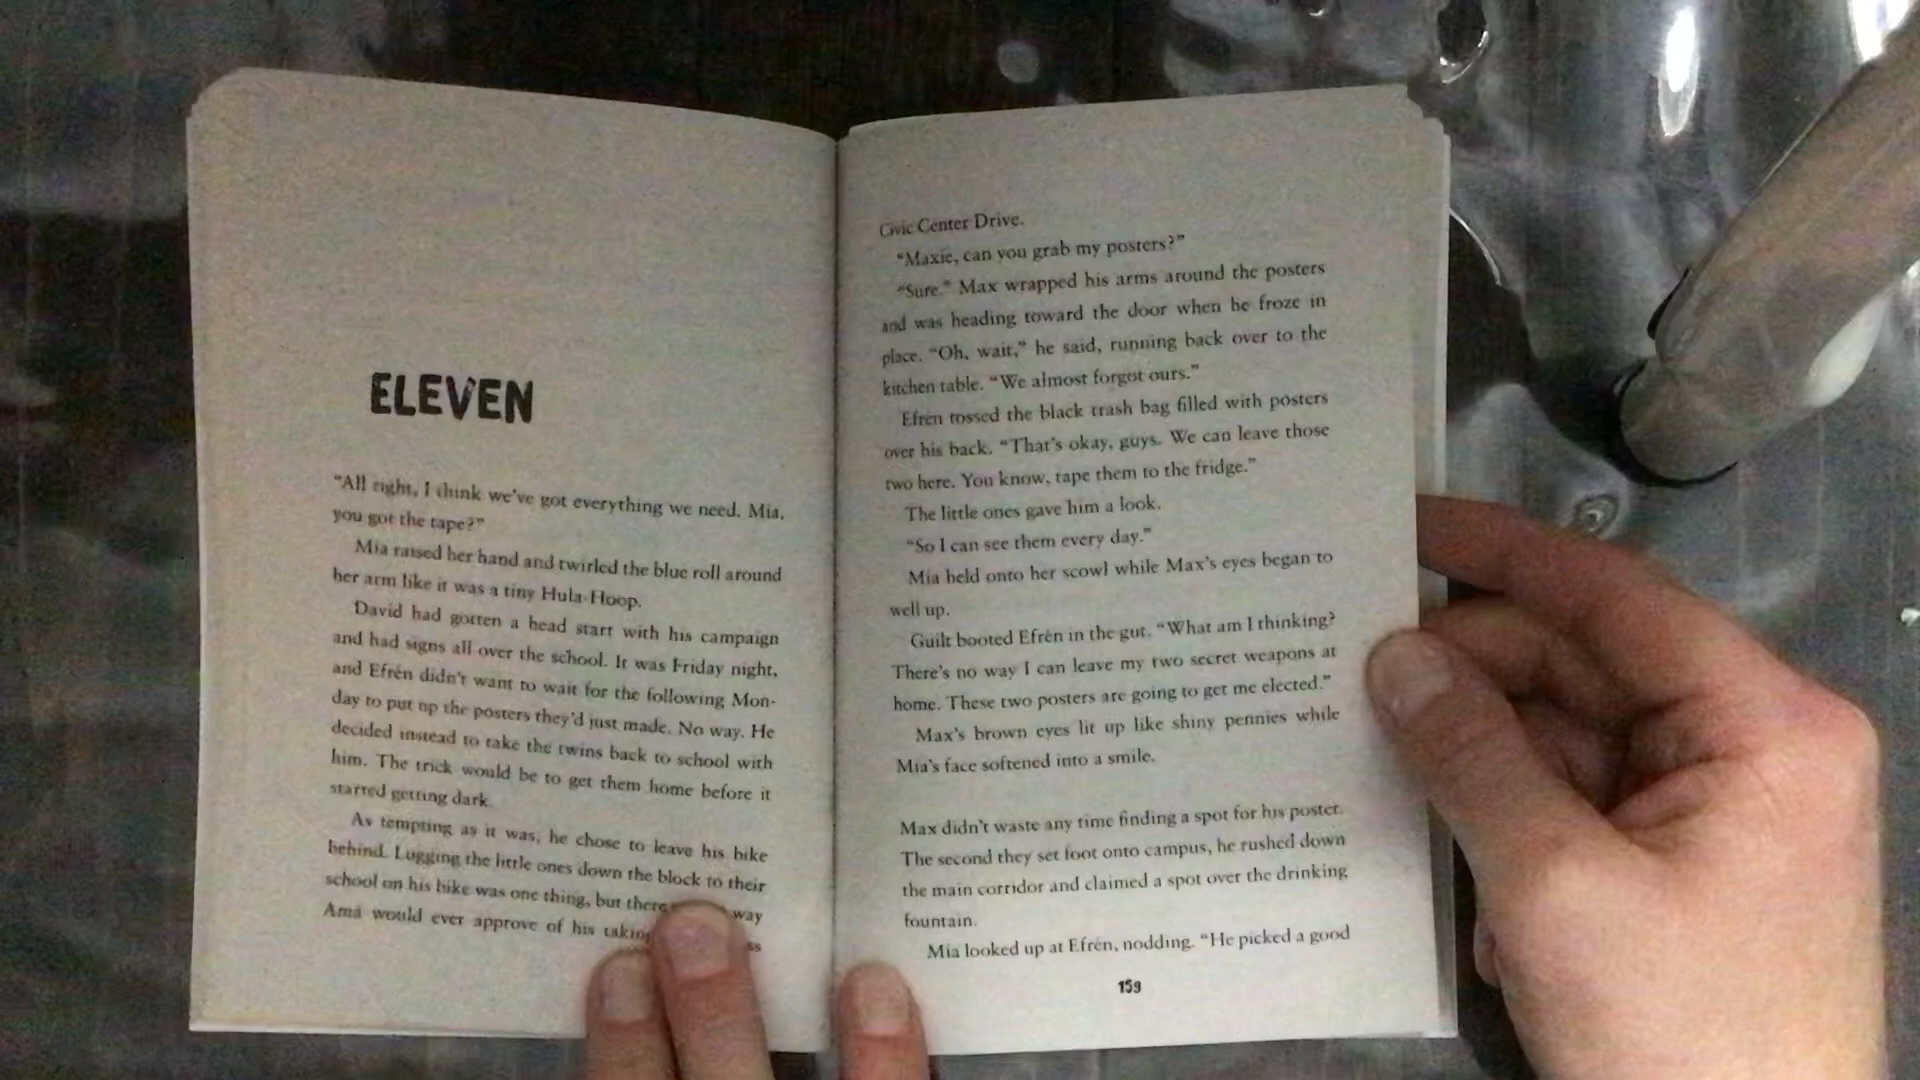 ELEVEN
"All right, I think we've got everything we need. Mia,
you got the tape?"
Mia raised her hand and twirled the blue roll around
her arm like it was a tiny Hula-Hoop.
David had gotten a head start with his campaign
and had signs all over the school. It was Friday night,
and Efrén didn't want to wait for the following Mon-
day to put up the posters they'd just made. No way. He
decided instead to take the twins back to school with
him. The trick would be to get them home before it
started getting dark.
As tempting as it was, he chose to leave his bike
behind. Lugging the little ones down the block to their
school on his bike was one thing, but there way
Amá would ever approve of his taking
Civic Center Drive.
"Maxie, can you grab my posters?"
"Sure." Max wrapped his arms around the posters
and was heading toward the door when he froze in
place. "Oh, wait," he said, running back over to the
kitchen table. "We almost forgot ours."
Efrén tossed the black trash bag filled with posters
over his back. "That's okay, guys. We can leave those
two here. You know, tape them to the fridge."
The little ones gave him a look.
"So I can see them every day."
Mia held onto her scowl while Max's eyes began to
well up.
Guilt booted Efrén in the gut. "What am I thinking?
There's no way I can leave my two secret weapons at
home. These two posters are going to get me elected."
Max's brown eyes lit up like shiny pennies while
Mia's face softened into a smile.
Max didn't waste any time finding a spot for his poster.
The second they set foot onto campus, he rushed down
the main corridor and claimed a spot over the drinking
fountain.
Mia looked up at Efrén, nodding. "He picked a good
159